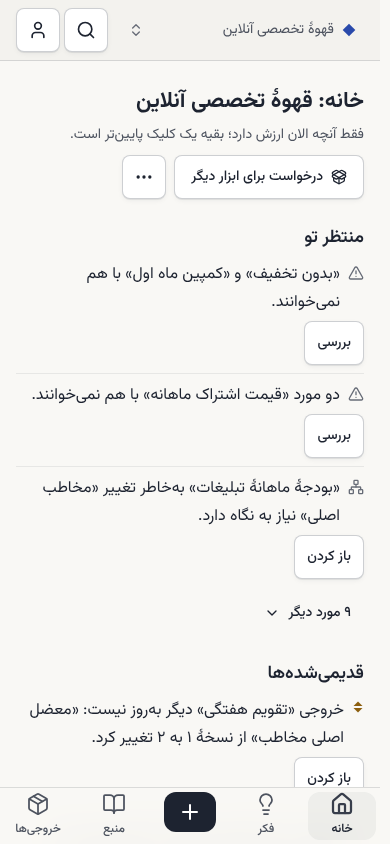 قهوهٔ تخصصی آنلاین
خانه: قهوهٔ تخصصی آنلاین
فقط آنچه الان ارزش دارد؛ بقیه یک کلیک پایین‌تر است.
درخواست برای ابزار دیگر
منتظر تو
«بدون تخفیف» و «کمپین ماه اول» با هم
نمی‌خوانند.
بررسی
دو مورد «قیمت اشتراک ماهانه» با هم نمی‌خوانند.
بررسی
«بودجهٔ ماهانهٔ تبلیغات» به‌خاطر تغییر «مخاطب
اصلی» نیاز به نگاه دارد.
باز کردن
۹ مورد دیگر
قدیمی‌شده‌ها
خروجی «تقویم هفتگی» دیگر به‌روز نیست: «معضل
اصلی مخاطب» از نسخهٔ ۱ به ۲ تغییر کرد.
باز کردن
خانه
فکر
منبع
خروجی‌ها